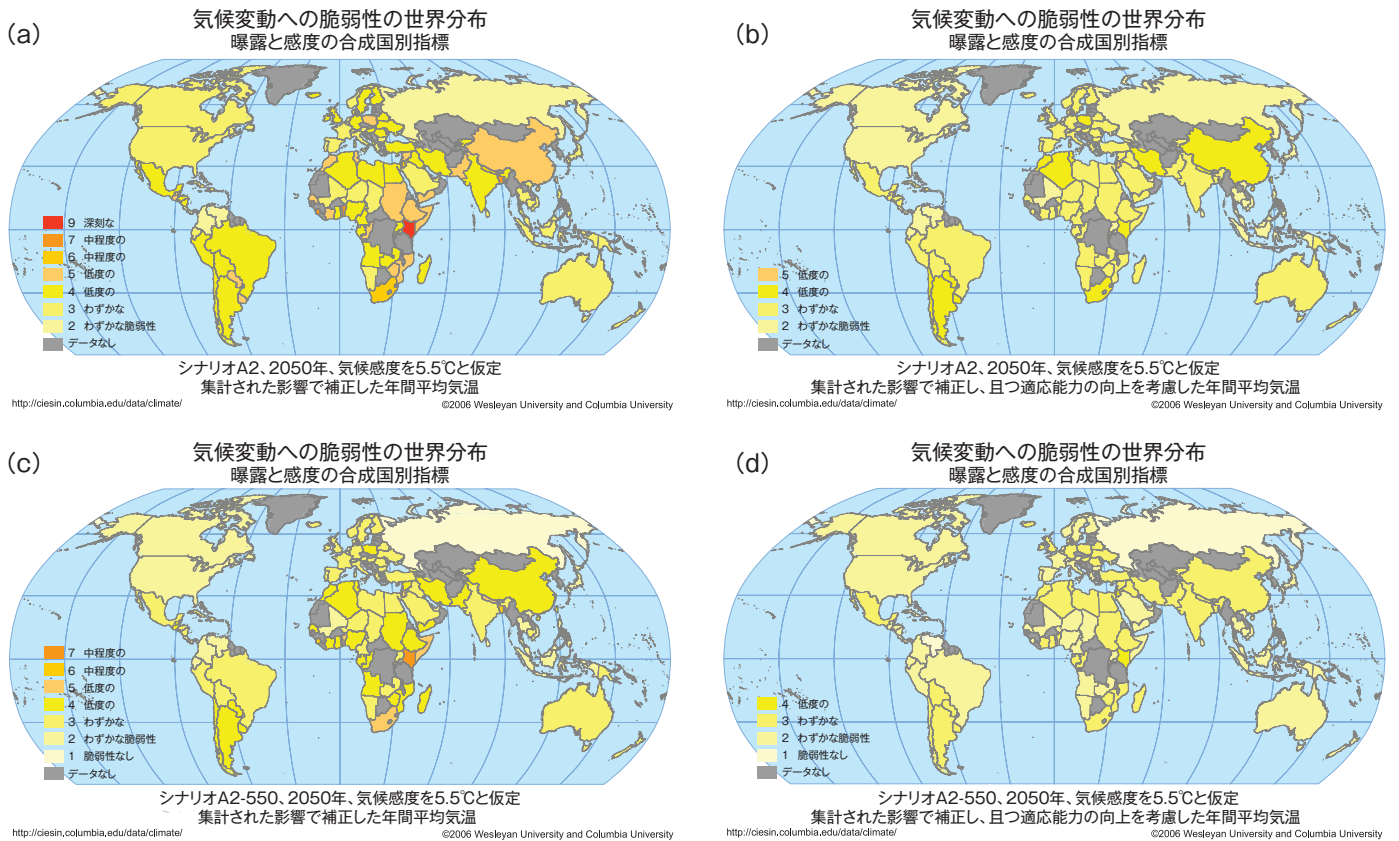 (a)
気候変動への脆弱性の世界分布
曝露と感度の合成国別指標
9 深刻な
7 中程度の
6 中程度の
5 低度の
4 低度の
3 わずかな
2 わずかな脆弱性
データなし
シナリオA2、2050年、気候感度を5.5℃と仮定
集計された影響で補正した年間平均気温
http://ciesin.columbia.edu/data/climate/
©2006 Wesleyan University and Columbia University
(b)
気候変動への脆弱性の世界分布
曝露と感度の合成国別指標
5 低度の
4 低度の
3 わずかな
2 わずかな脆弱性
データなし
シナリオA2、2050年、気候感度を5.5℃と仮定
集計された影響で補正し、且つ適応能力の向上を考慮した年間平均気温
http://ciesin.columbia.edu/data/climate/
©2006 Wesleyan University and Columbia University
(c)
気候変動への脆弱性の世界分布
曝露と感度の合成国別指標
7 中程度の
6 中程度の
5 低度の
4 低度の
3 わずかな
2 わずかな脆弱性
1 脆弱性なし
データなし
シナリオA2-550、2050年、気候感度を5.5℃と仮定
集計された影響で補正した年間平均気温
http://ciesin.columbia.edu/data/climate/
©2006 Wesleyan University and Columbia University
(d)
気候変動への脆弱性の世界分布
曝露と感度の合成国別指標
4 低度の
3 わずかな
2 わずかな脆弱性
1 脆弱性なし
データなし
シナリオA2-550、2050年、気候感度を5.5℃と仮定
集計された影響で補正し、且つ適応能力の向上を考慮した年間平均気温
http://ciesin.columbia.edu/data/climate/
©2006 Wesleyan University and Columbia University